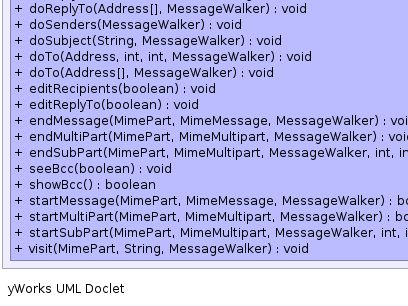 + doReplyTo(Address[], MessageWalker) : void
+ doSenders(MessageWalker) : void
+ doSubject(String, MessageWalker) : void
+ doTo(Address, int, int, MessageWalker) : void
+ doTo(Address[], MessageWalker) : void
+ editRecipients(boolean) : void
+ editReplyTo(boolean) : void
+ endMessage(MimePart, MimeMessage, MessageWalker) : voi
+ endMultiPart(MimePart, MimeMultipart, MessageWalker) : voi
+ endSubPart(MimePart, MimeMultipart, MessageWalker, int, in
+ seeBcc(boolean) : void
+ showBcc() : boolean
+ startMessage(MimePart, MimeMessage, MessageWalker) : bo
+ startMultiPart(MimePart, MimeMultipart, MessageWalker) : bo
+ startSubPart(MimePart, MimeMultipart, MessageWalker, int, i
+ visit(MimePart, String, MessageWalker) : void
yWorks UML Doclet